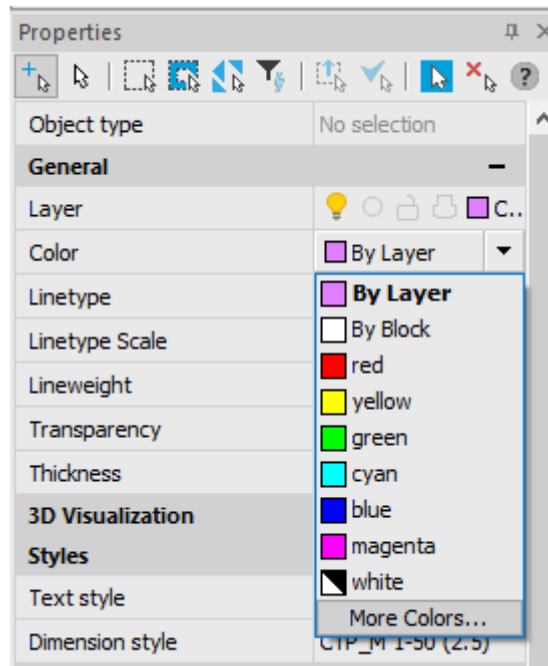 Properties
Object type No selection
General
Layer C..
Color By Layer
Linetype By Layer
Linetype Scale By Block
Lineweight red
yellow
Transparency green
Thickness cyan
3D Visualization blue
Styles magenta
Text style white
More Colors...
Dimension style CTP_M 1-50 (2.5)